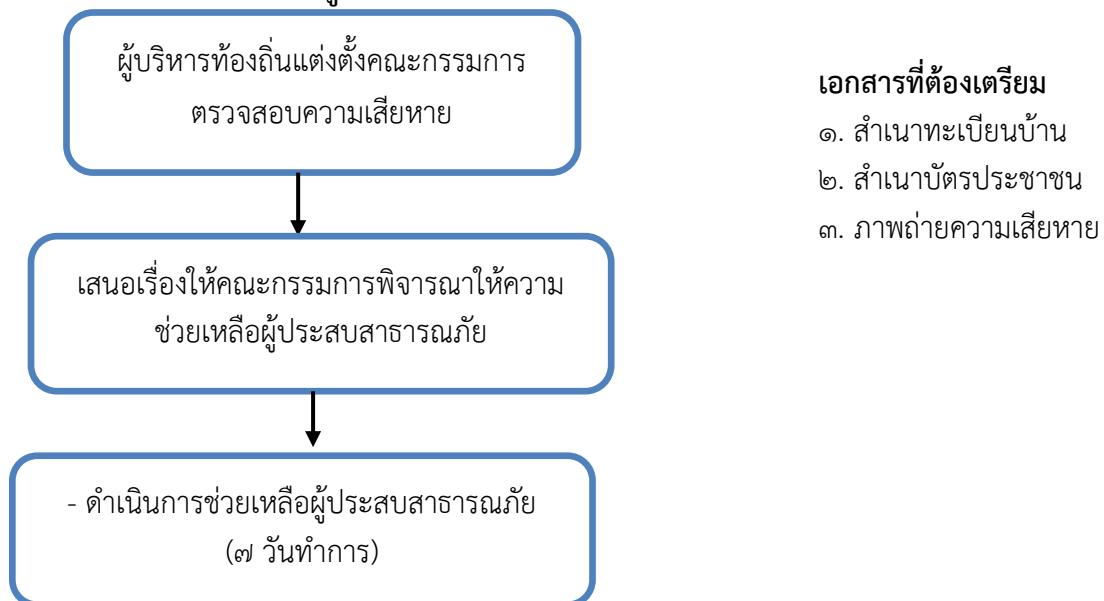 ผู้บริหารท้องถิ่นแต่งตั้งคณะกรรมการ
ตรวจสอบความเสียหาย
เสนอเรื่องให้คณะกรรมการพิจารณาให้ความ
ช่วยเหลือผู้ประสบสาธารณภัย
- ดำเนินการช่วยเหลือผู้ประสบสาธารณภัย
(๗ วันทำการ)
เอกสารที่ต้องเตรียม
๑. สำเนาทะเบียนบ้าน
๒. สำเนาบัตรประชาชน
๓. ภาพถ่ายความเสียหาย